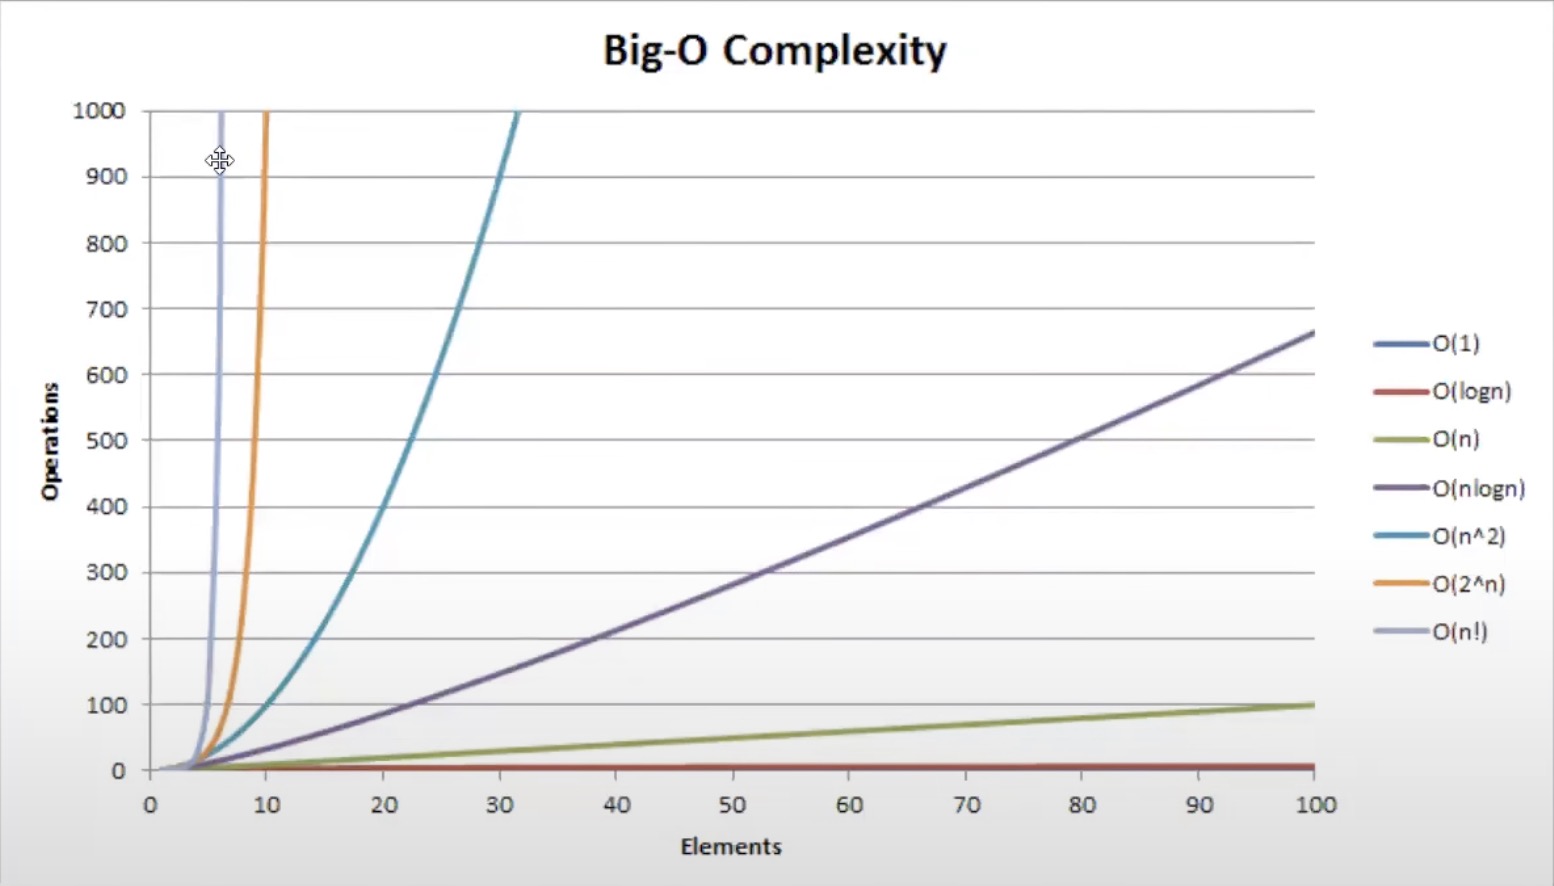 Big-O Complexity
1000
900
800
700
600
500
400
300
200
100
0
Operations
0 10 20 30 40 50 60 70 80 90 100
Elements
O(1)
O(logn)
O(n)
O(nlogn)
O(n^2)
O(2^n)
O(n!)